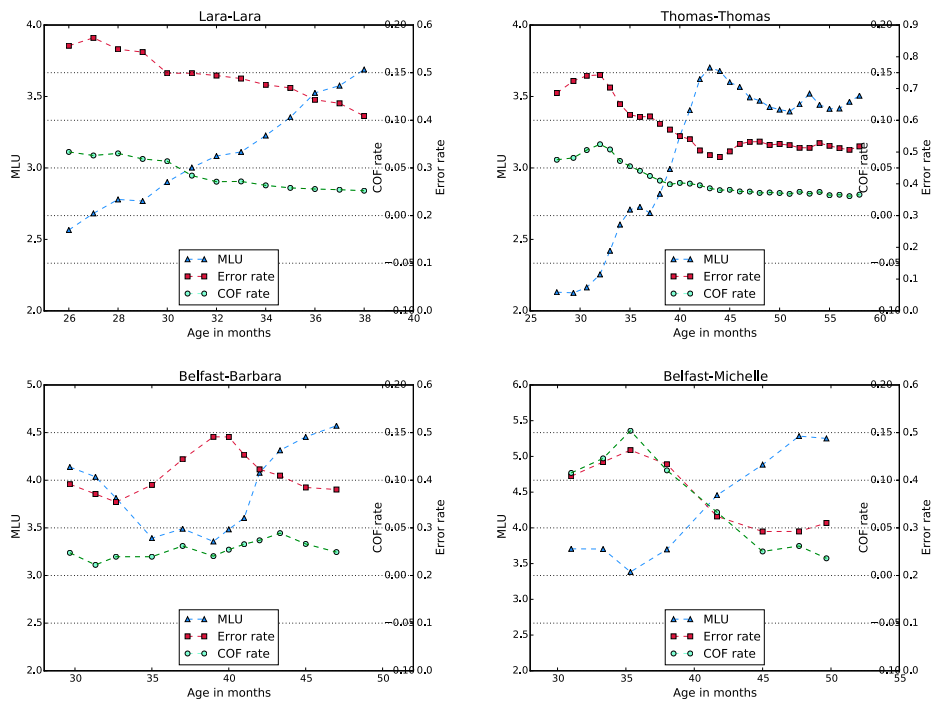 Lara-Lara
4.0
3.5
3.0
2.5
2.0
MLU
0.20
0.15
0.10
0.05
0.00
−0.05
0.10
COF rate
0.6
0.5
0.4
0.3
0.2
0.1
0.0
Error rate
MLU
Error rate
COF rate
26 28 30 32 34 36 38 40
Age in months
Thomas-Thomas
4.0
3.5
3.0
2.5
2.0
MLU
0.20
0.15
0.10
0.05
0.00
−0.05
0.10
COF rate
0.9
0.8
0.7
0.6
0.5
0.4
0.3
0.2
0.1
0.0
Error rate
MLU
Error rate
COF rate
25 30 35 40 45 50 55 60
Age in months
Belfast-Barbara
5.0
4.5
4.0
3.5
3.0
2.5
2.0
MLU
0.20
0.15
0.10
0.05
0.00
−0.05
0.10
COF rate
0.6
0.5
0.4
0.3
0.2
0.1
0.0
Error rate
MLU
Error rate
COF rate
30 35 40 45 50
Age in months
Belfast-Michelle
6.0
5.5
5.0
4.5
4.0
3.5
3.0
2.5
2.0
MLU
0.20
0.15
0.10
0.05
0.00
−0.05
0.10
COF rate
0.6
0.5
0.4
0.3
0.2
0.1
0.0
Error rate
MLU
Error rate
COF rate
30 35 40 45 50 55
Age in months